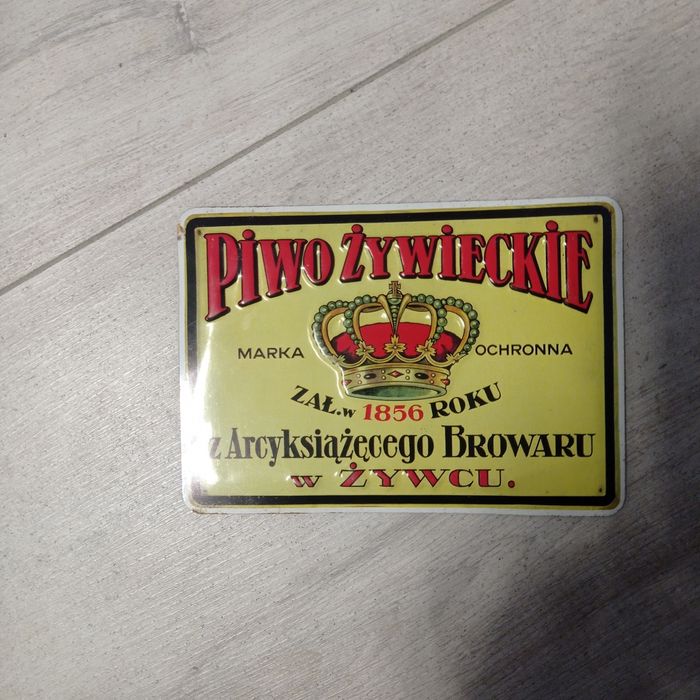 Piwo Żywieckie
MARKA OCHRONNA
ZAŁ. w 1856 ROKU
z Arcyksiążęcego BROWARU
w ŻYWCU.